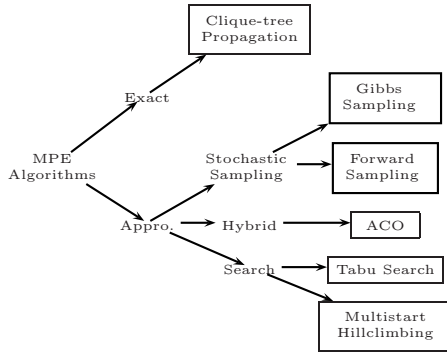 Clique-tree
Propagation
Exact
Gibbs
Sampling
MPE
Algorithms
Stochastic
Sampling
Forward
Sampling
Appro.
Hybrid
ACO
Search
Tabu Search
Multistart
Hillclimbing